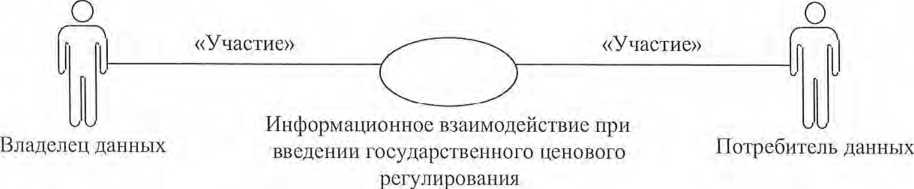 «Участие»
«Участие»
Владелец данных
Информационное взаимодействие при
введении государственного ценового
регулирования
Потребитель данных